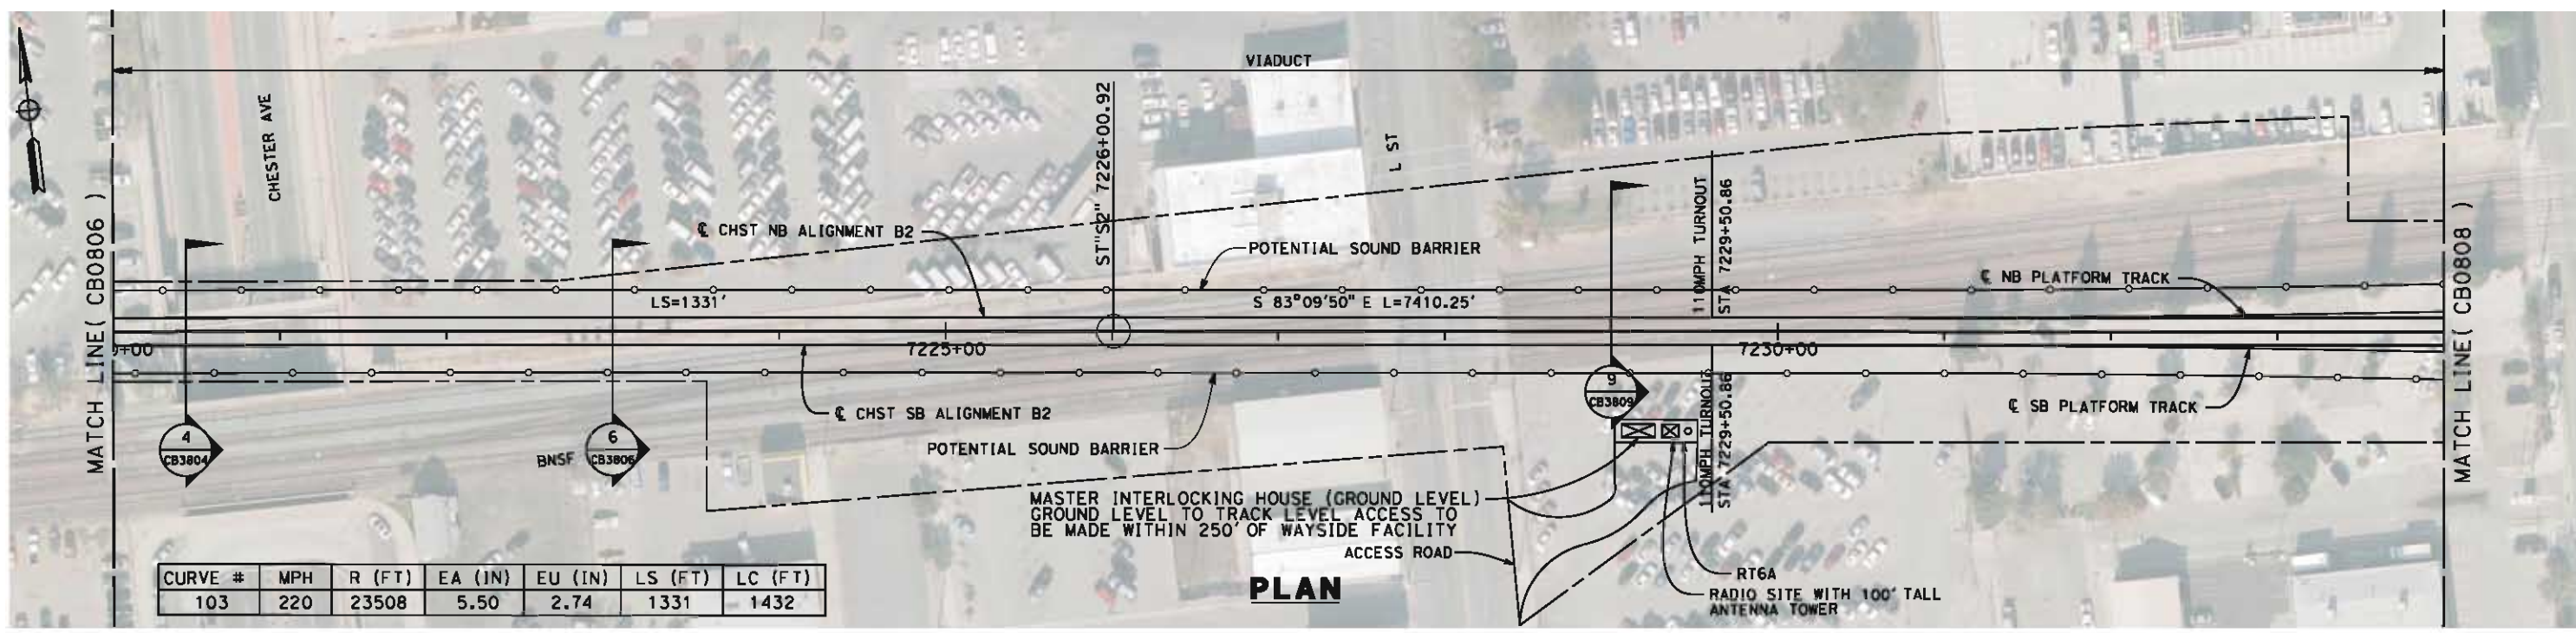 VIADUCT
CHESTER AVE
ST"S2" 7226+00.92
L ST
110MPH TURNOUT
STA 7229+50.86
MATCH LINE( CB0806 )
MATCH LINE( CB0808 )
℄ CHST NB ALIGNMENT B2
POTENTIAL SOUND BARRIER
℄ NB PLATFORM TRACK
LS=1331'
S 83°09'50" E L=7410.25'
+00
7225+00
7230+00
℄ CHST SB ALIGNMENT B2
℄ SB PLATFORM TRACK
POTENTIAL SOUND BARRIER
110MPH TURNOUT
STA 7229+50.86
4
CB3804
BNSF
6
CB3806
9
CB3809
MASTER INTERLOCKING HOUSE (GROUND LEVEL)
GROUND LEVEL TO TRACK LEVEL ACCESS TO
BE MADE WITHIN 250' OF WAYSIDE FACILITY
ACCESS ROAD
RT6A
RADIO SITE WITH 100' TALL
ANTENNA TOWER
CURVE # MPH R (FT) EA (IN) EU (IN) LS (FT) LC (FT)
103 220 23508 5.50 2.74 1331 1432
PLAN